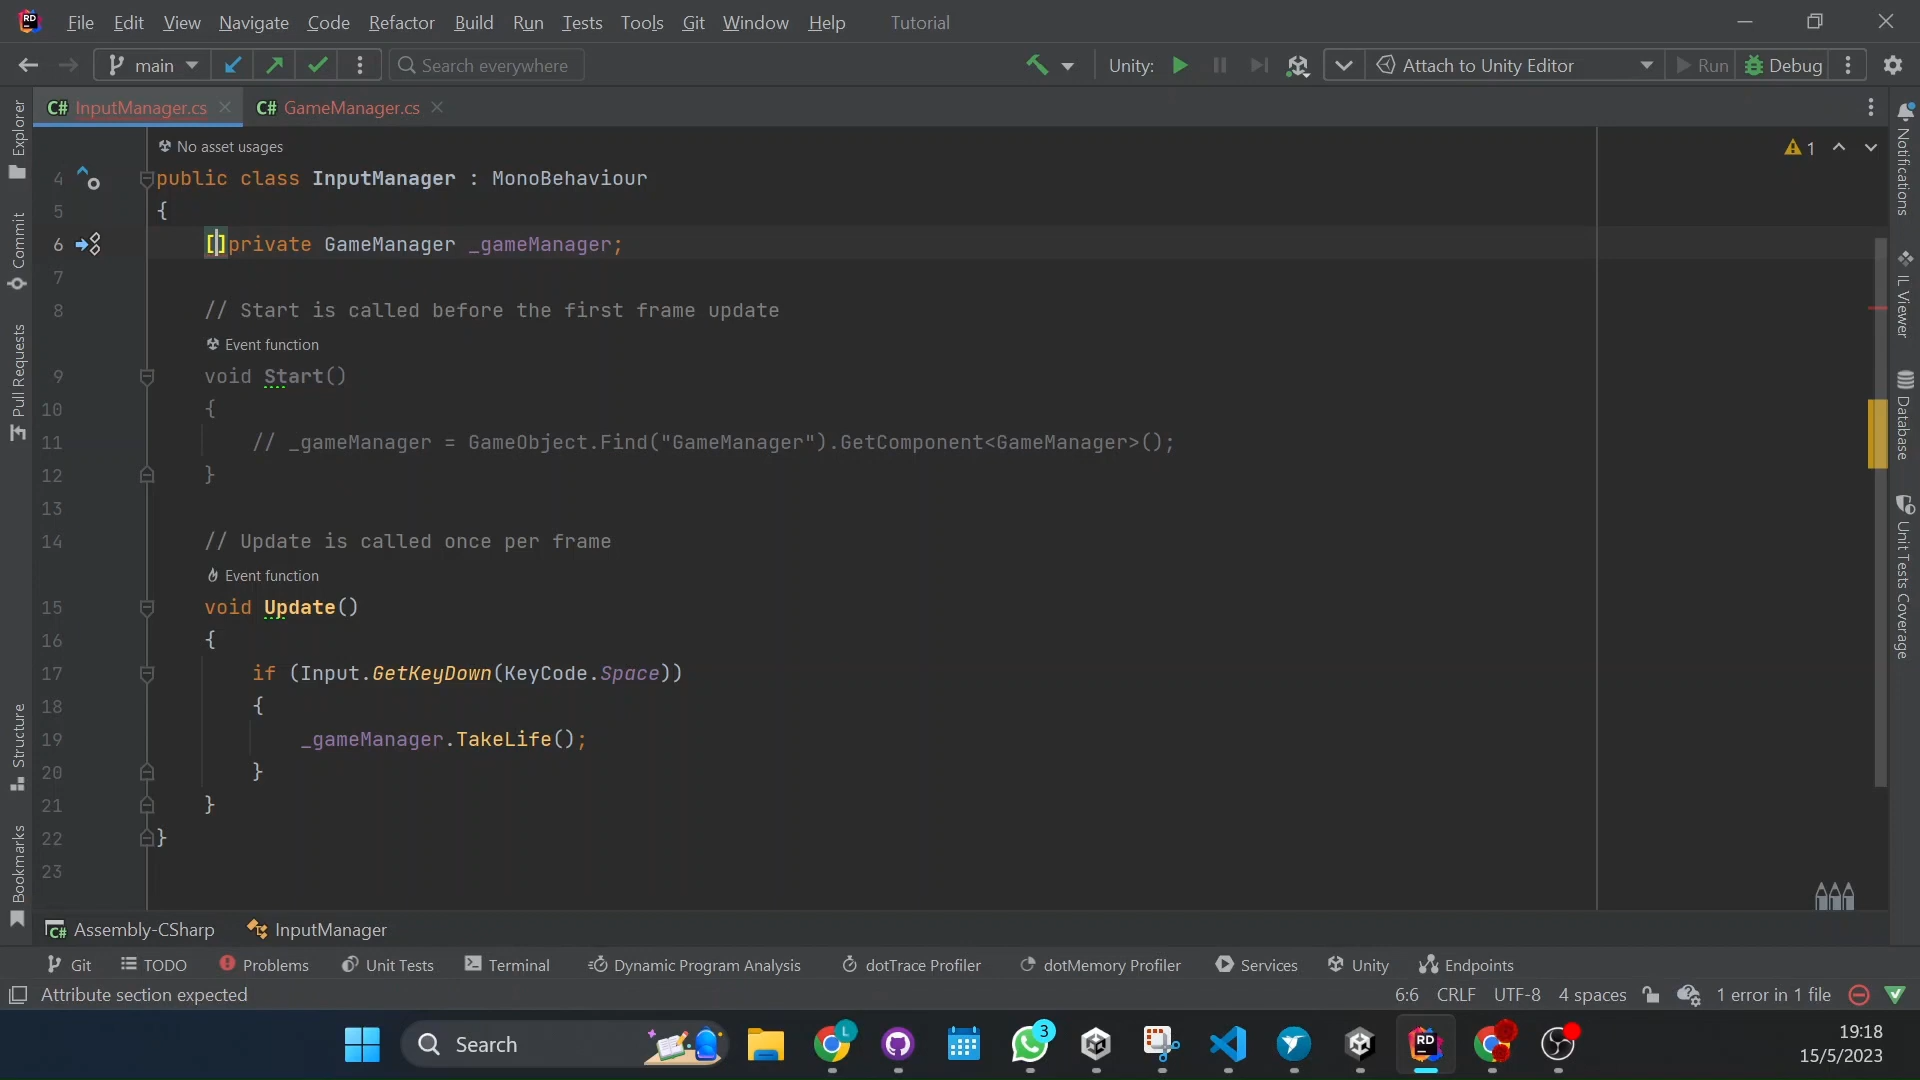 File Edit View Navigate Code Refactor Build Run Tests Tools Git Window Help Tutorial
main Search everywhere Unity: Attach to Unity Editor Run Debug
C# InputManager.cs C# GameManager.cs
No asset usages
1
4 public class InputManager : MonoBehaviour
5 {
6 []private GameManager _gameManager;
7
8 // Start is called before the first frame update
Event function
9 void Start()
10 {
11 // _gameManager = GameObject.Find("GameManager").GetComponent<GameManager>();
12 }
13
14 // Update is called once per frame
Event function
15 void Update()
16 {
17 if (Input.GetKeyDown(KeyCode.Space))
18 {
19 _gameManager.TakeLife();
20 }
21 }
22 }
23
Explorer
Commit
Pull Requests
Structure
Bookmarks
Notifications
IL Viewer
Database
Unit Tests Coverage
C# Assembly-CSharp InputManager
Git TODO Problems Unit Tests Terminal Dynamic Program Analysis dotTrace Profiler dotMemory Profiler Services Unity Endpoints
Attribute section expected 6:6 CRLF UTF-8 4 spaces 1 error in 1 file
Search L 3 RD 19:18
15/5/2023